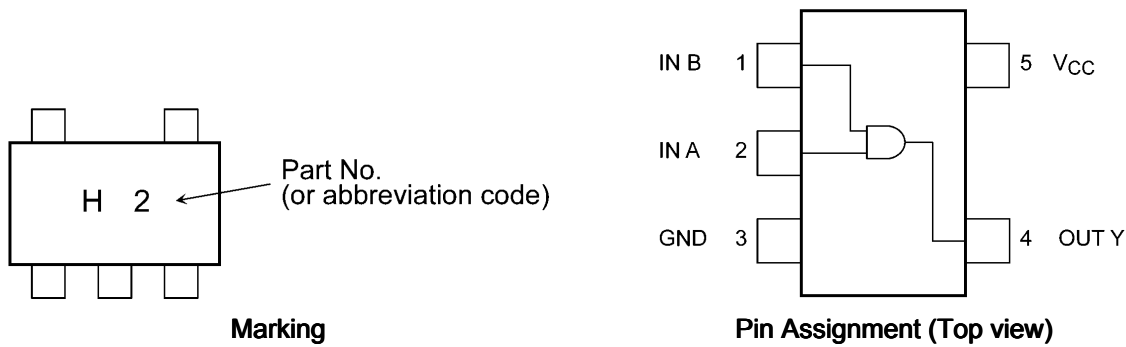 H 2
Part No.
(or abbreviation code)
Marking
IN B 1
5 VCC
IN A 2
GND 3
4 OUT Y
Pin Assignment (Top view)